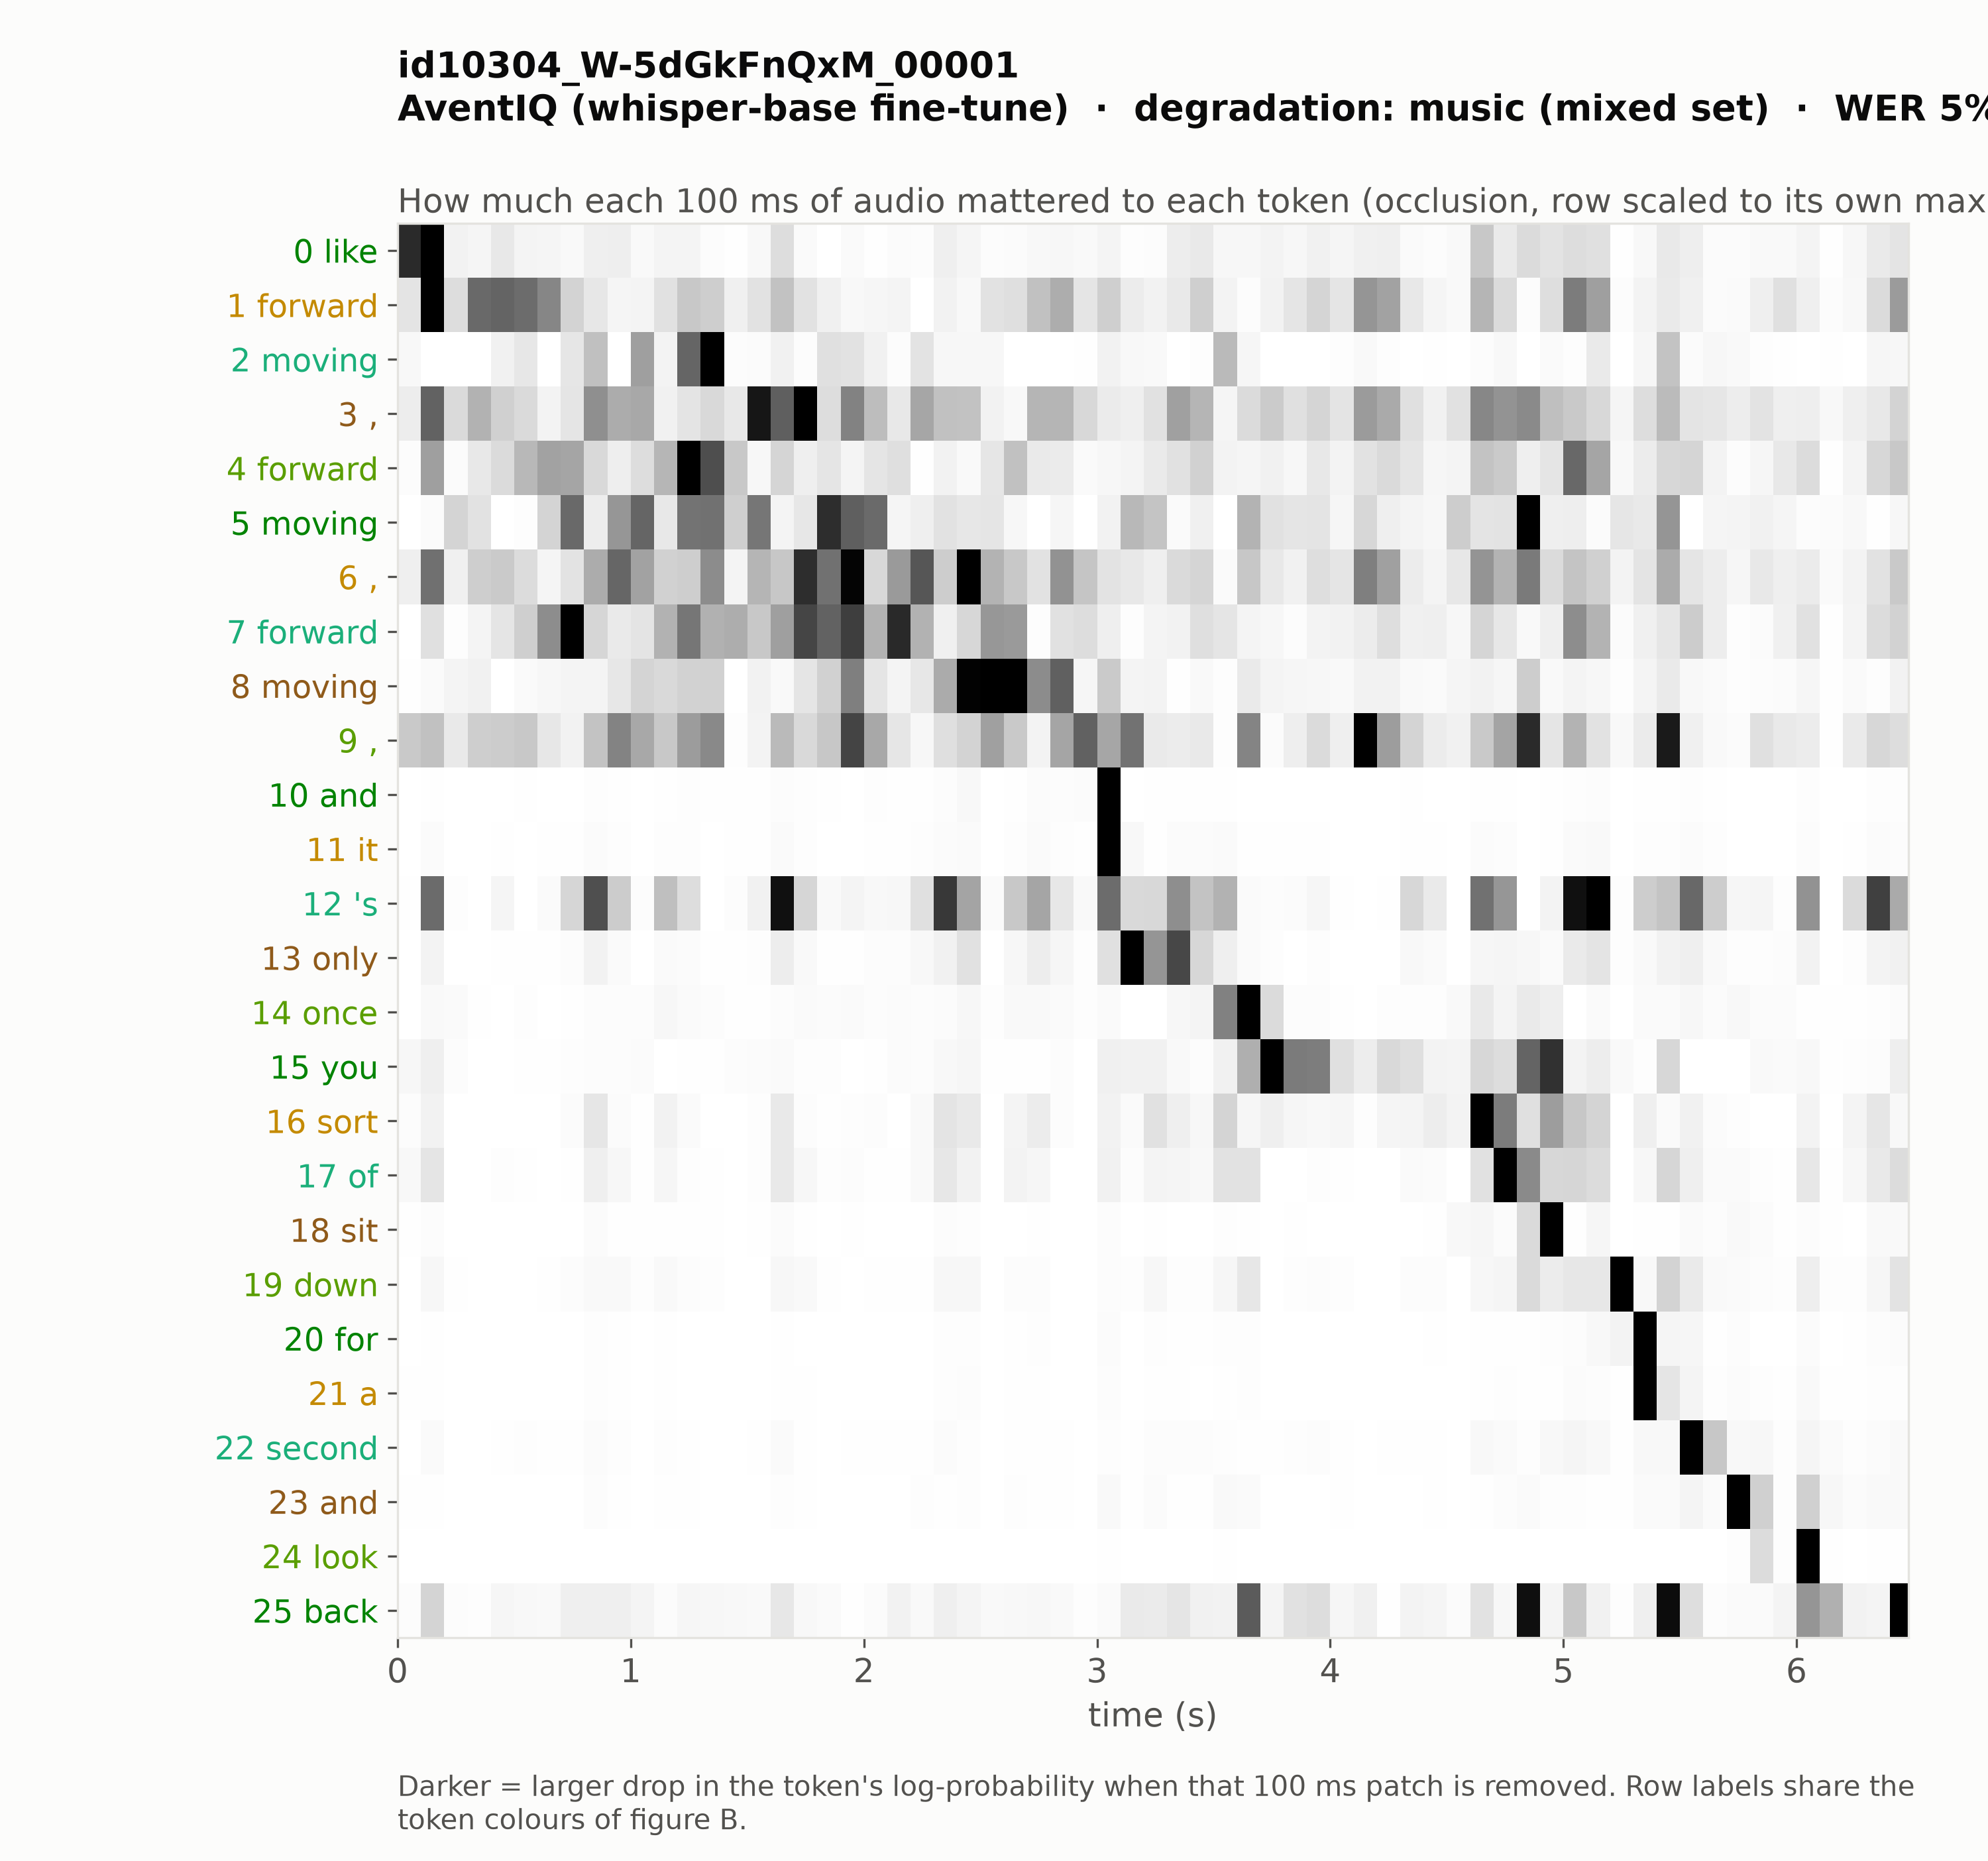 id10304_W-5dGkFnQxM_00001
AventIQ (whisper-base fine-tune)  ·  degradation: music (mixed set)  ·  WER 5%
How much each 100 ms of audio mattered to each token (occlusion, row scaled to its own max
0 like
1 forward
2 moving
3 ,
4 forward
5 moving
6 ,
7 forward
8 moving
9 ,
10 and
11 it
12 's
13 only
14 once
15 you
16 sort
17 of
18 sit
19 down
20 for
21 a
22 second
23 and
24 look
25 back
0 1 2 3 4 5 6
time (s)
Darker = larger drop in the token's log-probability when that 100 ms patch is removed. Row labels share the
token colours of figure B.